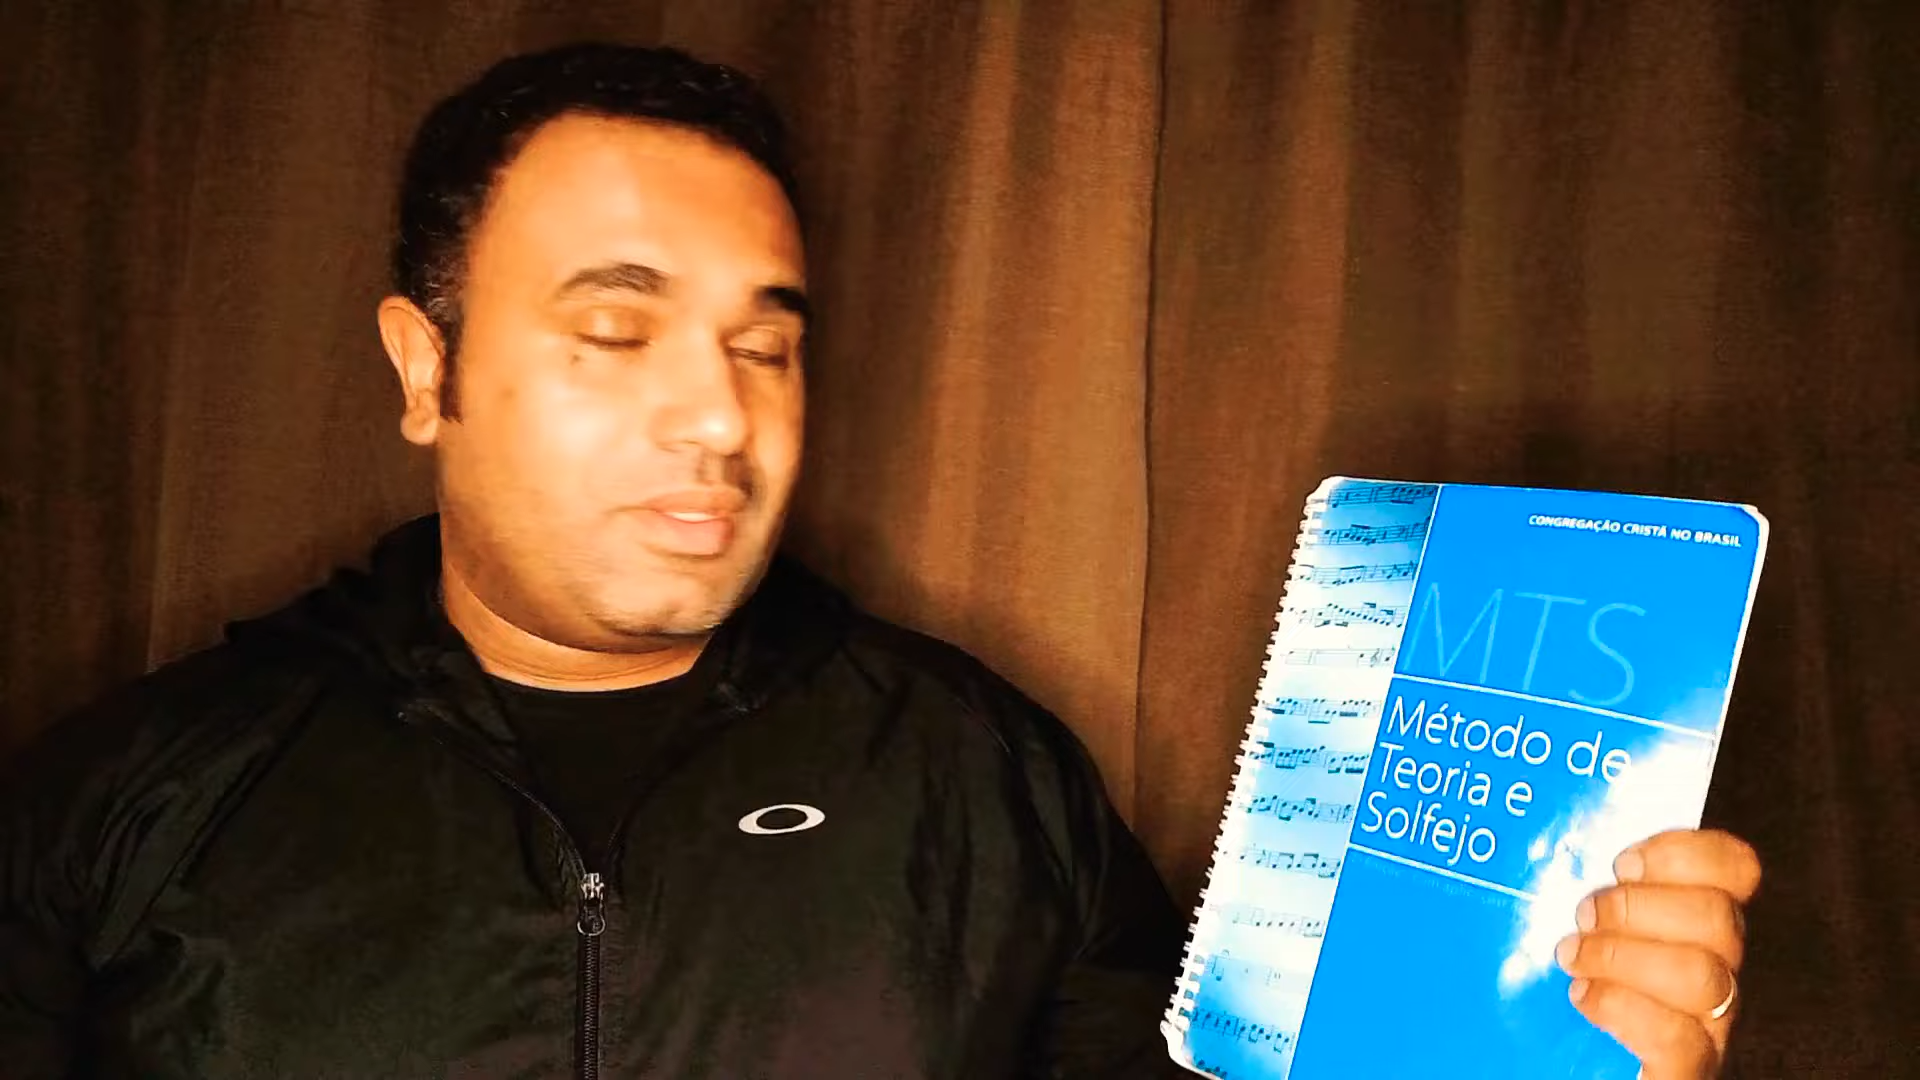 CONGREGAÇÃO CRISTÃ NO BRASIL
MTS
Método de
Teoria e
Solfejo